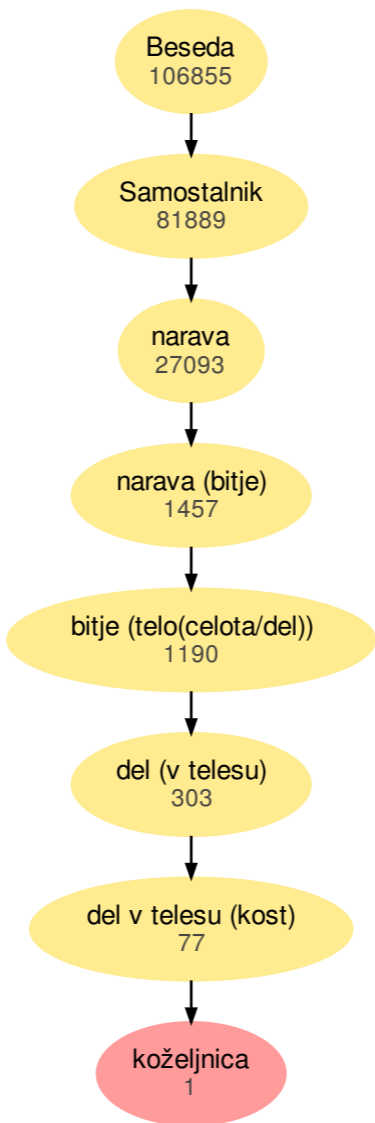 Beseda
106855
Samostalnik
81889
narava
27093
narava (bitje)
1457
bitje (telo(celota/del))
1190
del (v telesu)
303
del v telesu (kost)
77
koželjnica
1